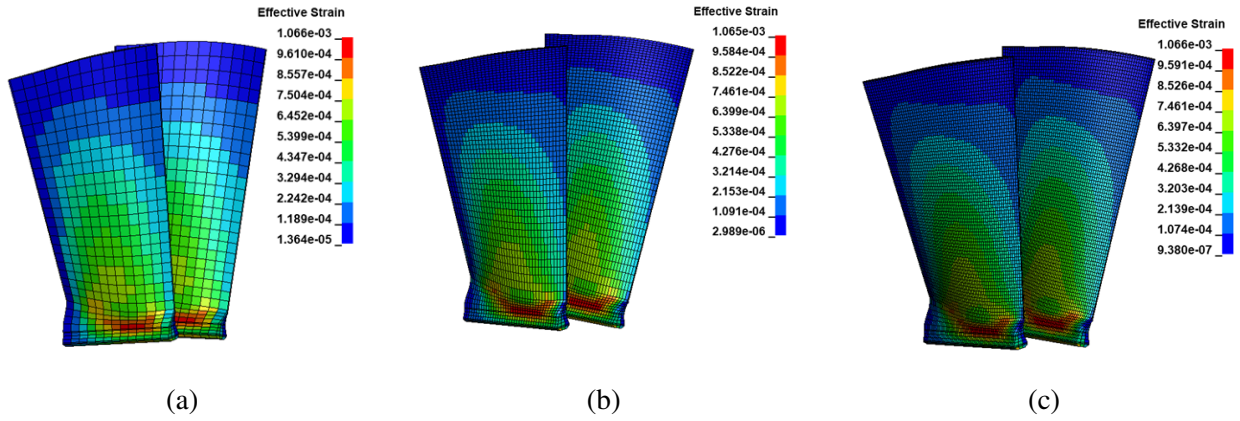 Effective Strain
1.066e-03
9.610e-04
8.557e-04
7.504e-04
6.452e-04
5.399e-04
4.347e-04
3.294e-04
2.242e-04
1.189e-04
1.364e-05
(a)
Effective Strain
1.065e-03
9.584e-04
8.522e-04
7.461e-04
6.399e-04
5.338e-04
4.276e-04
3.214e-04
2.153e-04
1.091e-04
2.989e-06
(b)
Effective Strain
1.066e-03
9.591e-04
8.526e-04
7.461e-04
6.397e-04
5.332e-04
4.268e-04
3.203e-04
2.139e-04
1.074e-04
9.380e-07
(c)